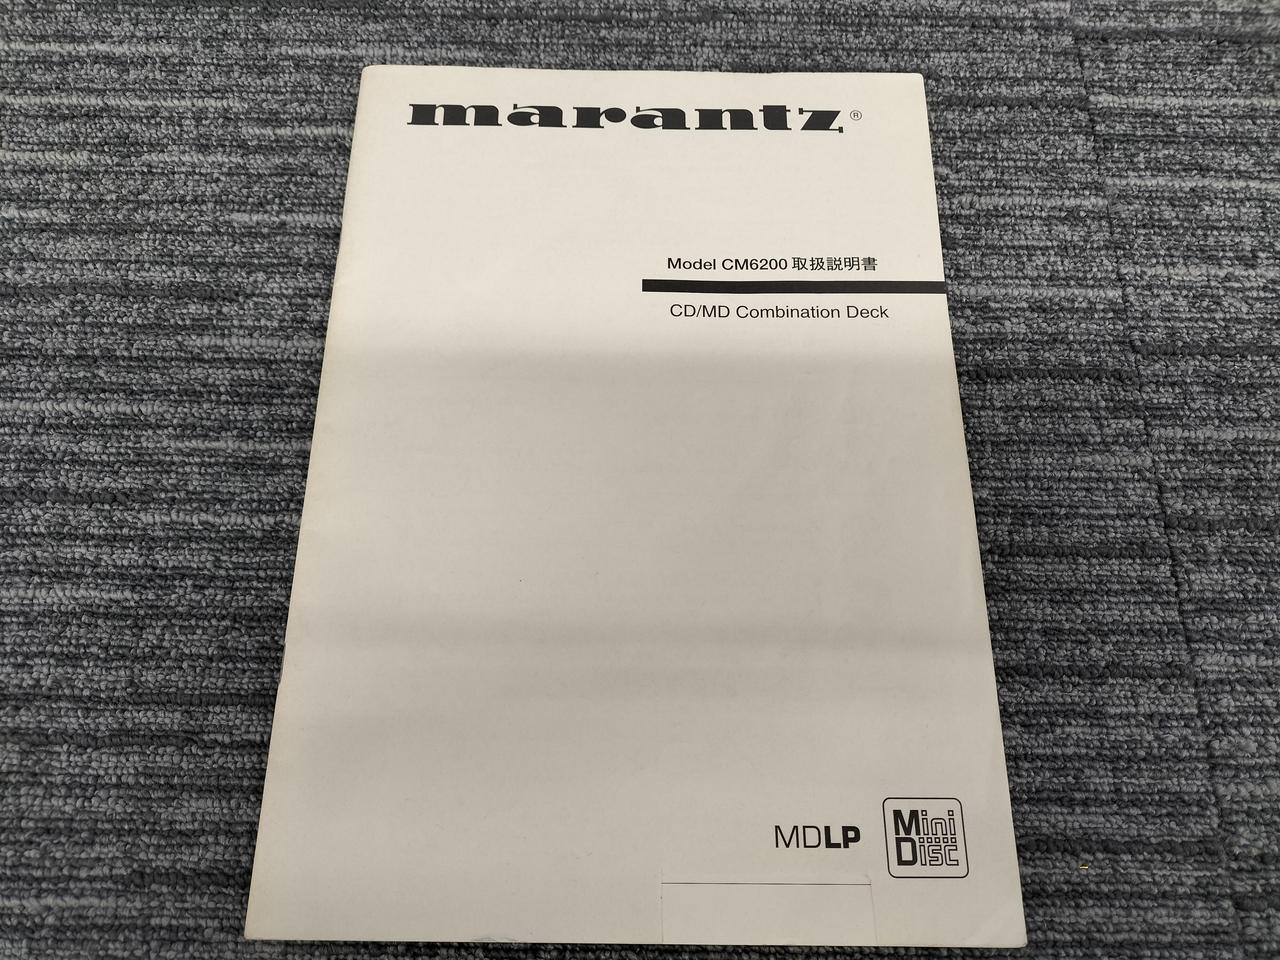 marantz®
Model CM6200 取扱説明書
CD/MD Combination Deck
MDLP
Mini
Disc